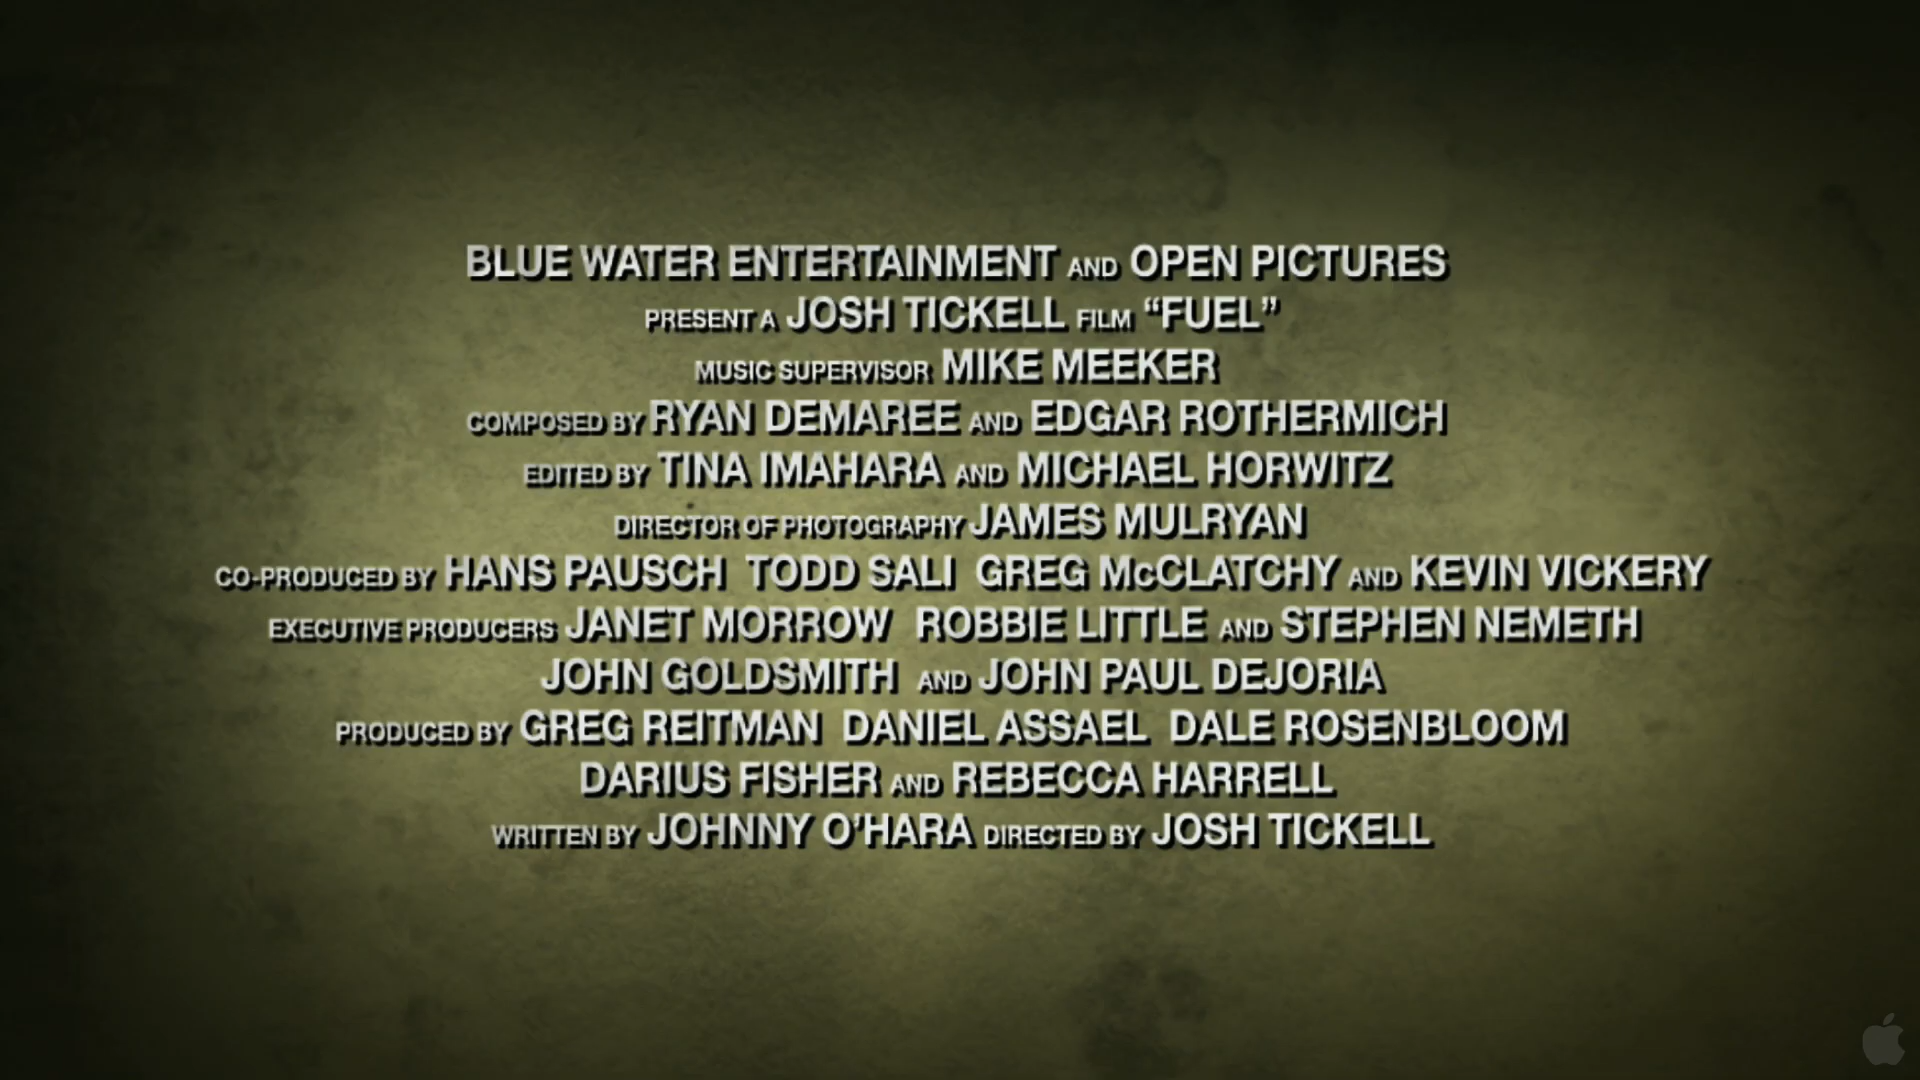 BLUE WATER ENTERTAINMENT AND OPEN PICTURES
PRESENT A JOSH TICKELL FILM “FUEL”
MUSIC SUPERVISOR MIKE MEEKER
COMPOSED BY RYAN DEMAREE AND EDGAR ROTHERMICH
EDITED BY TINA IMAHARA AND MICHAEL HORWITZ
DIRECTOR OF PHOTOGRAPHY JAMES MULRYAN
CO-PRODUCED BY HANS PAUSCH TODD SALI GREG McCLATCHY AND KEVIN VICKERY
EXECUTIVE PRODUCERS JANET MORROW ROBBIE LITTLE AND STEPHEN NEMETH
JOHN GOLDSMITH AND JOHN PAUL DEJORIA
PRODUCED BY GREG REITMAN DANIEL ASSAEL DALE ROSENBLOOM
DARIUS FISHER AND REBECCA HARRELL
WRITTEN BY JOHNNY O’HARA DIRECTED BY JOSH TICKELL